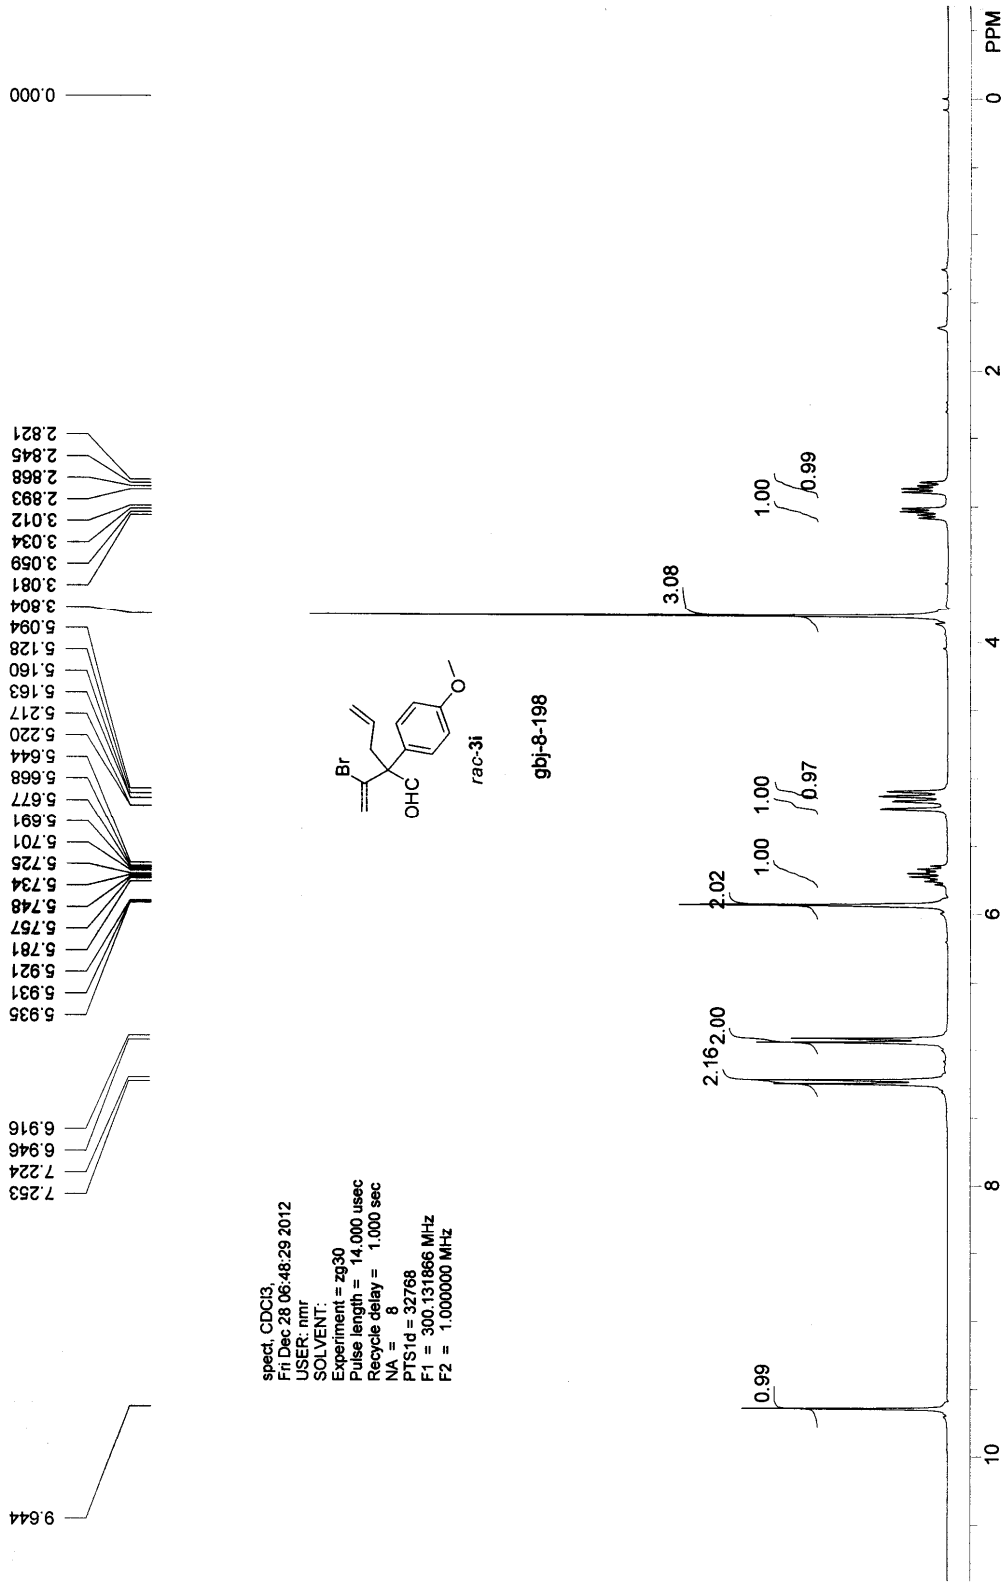 0.000
2.821
2.845
2.868
2.893
3.012
3.034
3.059
3.081
3.804
5.094
5.128
5.160
5.163
5.217
5.220
5.644
5.668
5.677
5.691
5.701
5.725
5.734
5.748
5.757
5.781
5.921
5.931
5.935
6.916
6.946
7.224
7.253
9.644
spect, CDCl3,
Fri Dec 28 06:48:29 2012
USER: nmr
SOLVENT:
Experiment = zg30
Pulse length = 14.000 usec
Recycle delay = 1.000 sec
NA = 8
PTS1d = 32768
F1 = 300.131866 MHz
F2 = 1.000000 MHz
Br
OHC
O
rac-3i
gbj-8-198
0.99
2.16
2.00
2.02
1.00
1.00
0.97
3.08
1.00
0.99
10
8
6
4
2
0
PPM